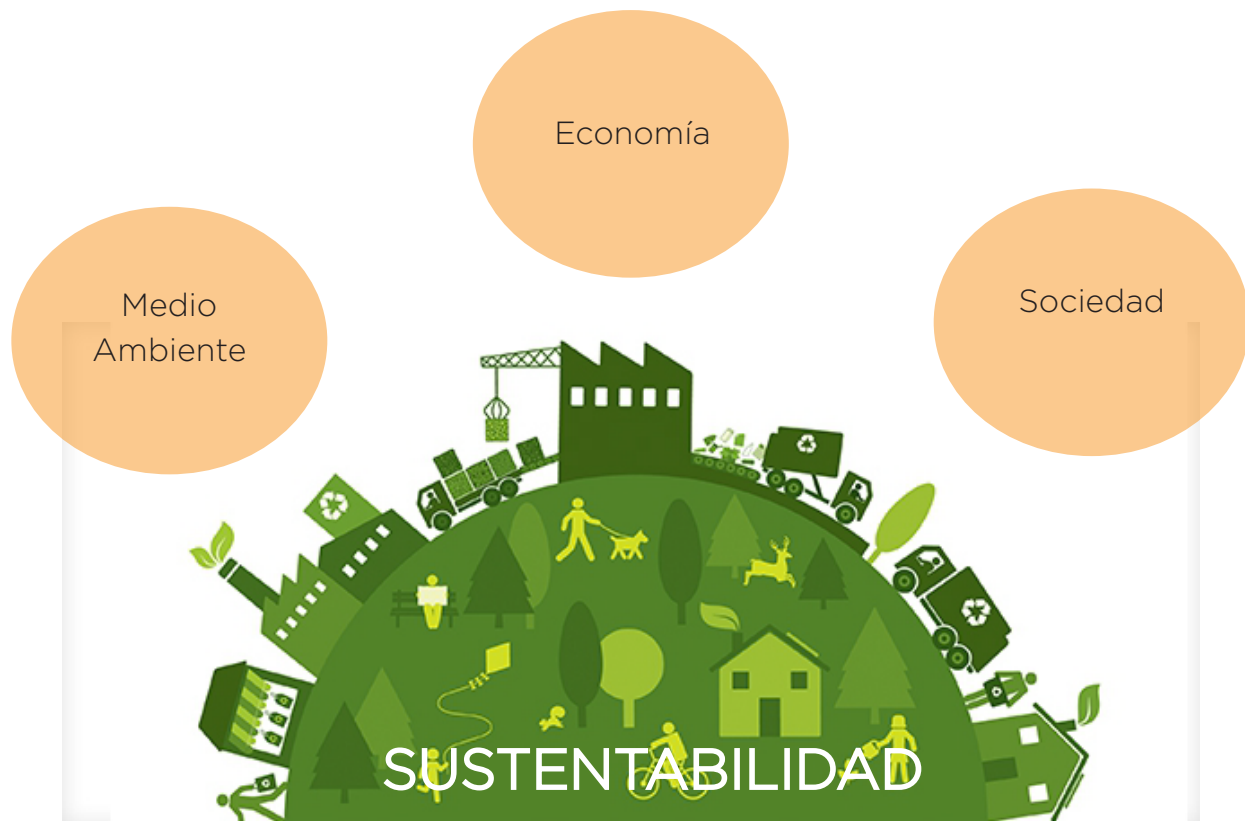 Economía
Medio
Ambiente
Sociedad
SUSTENTABILIDAD